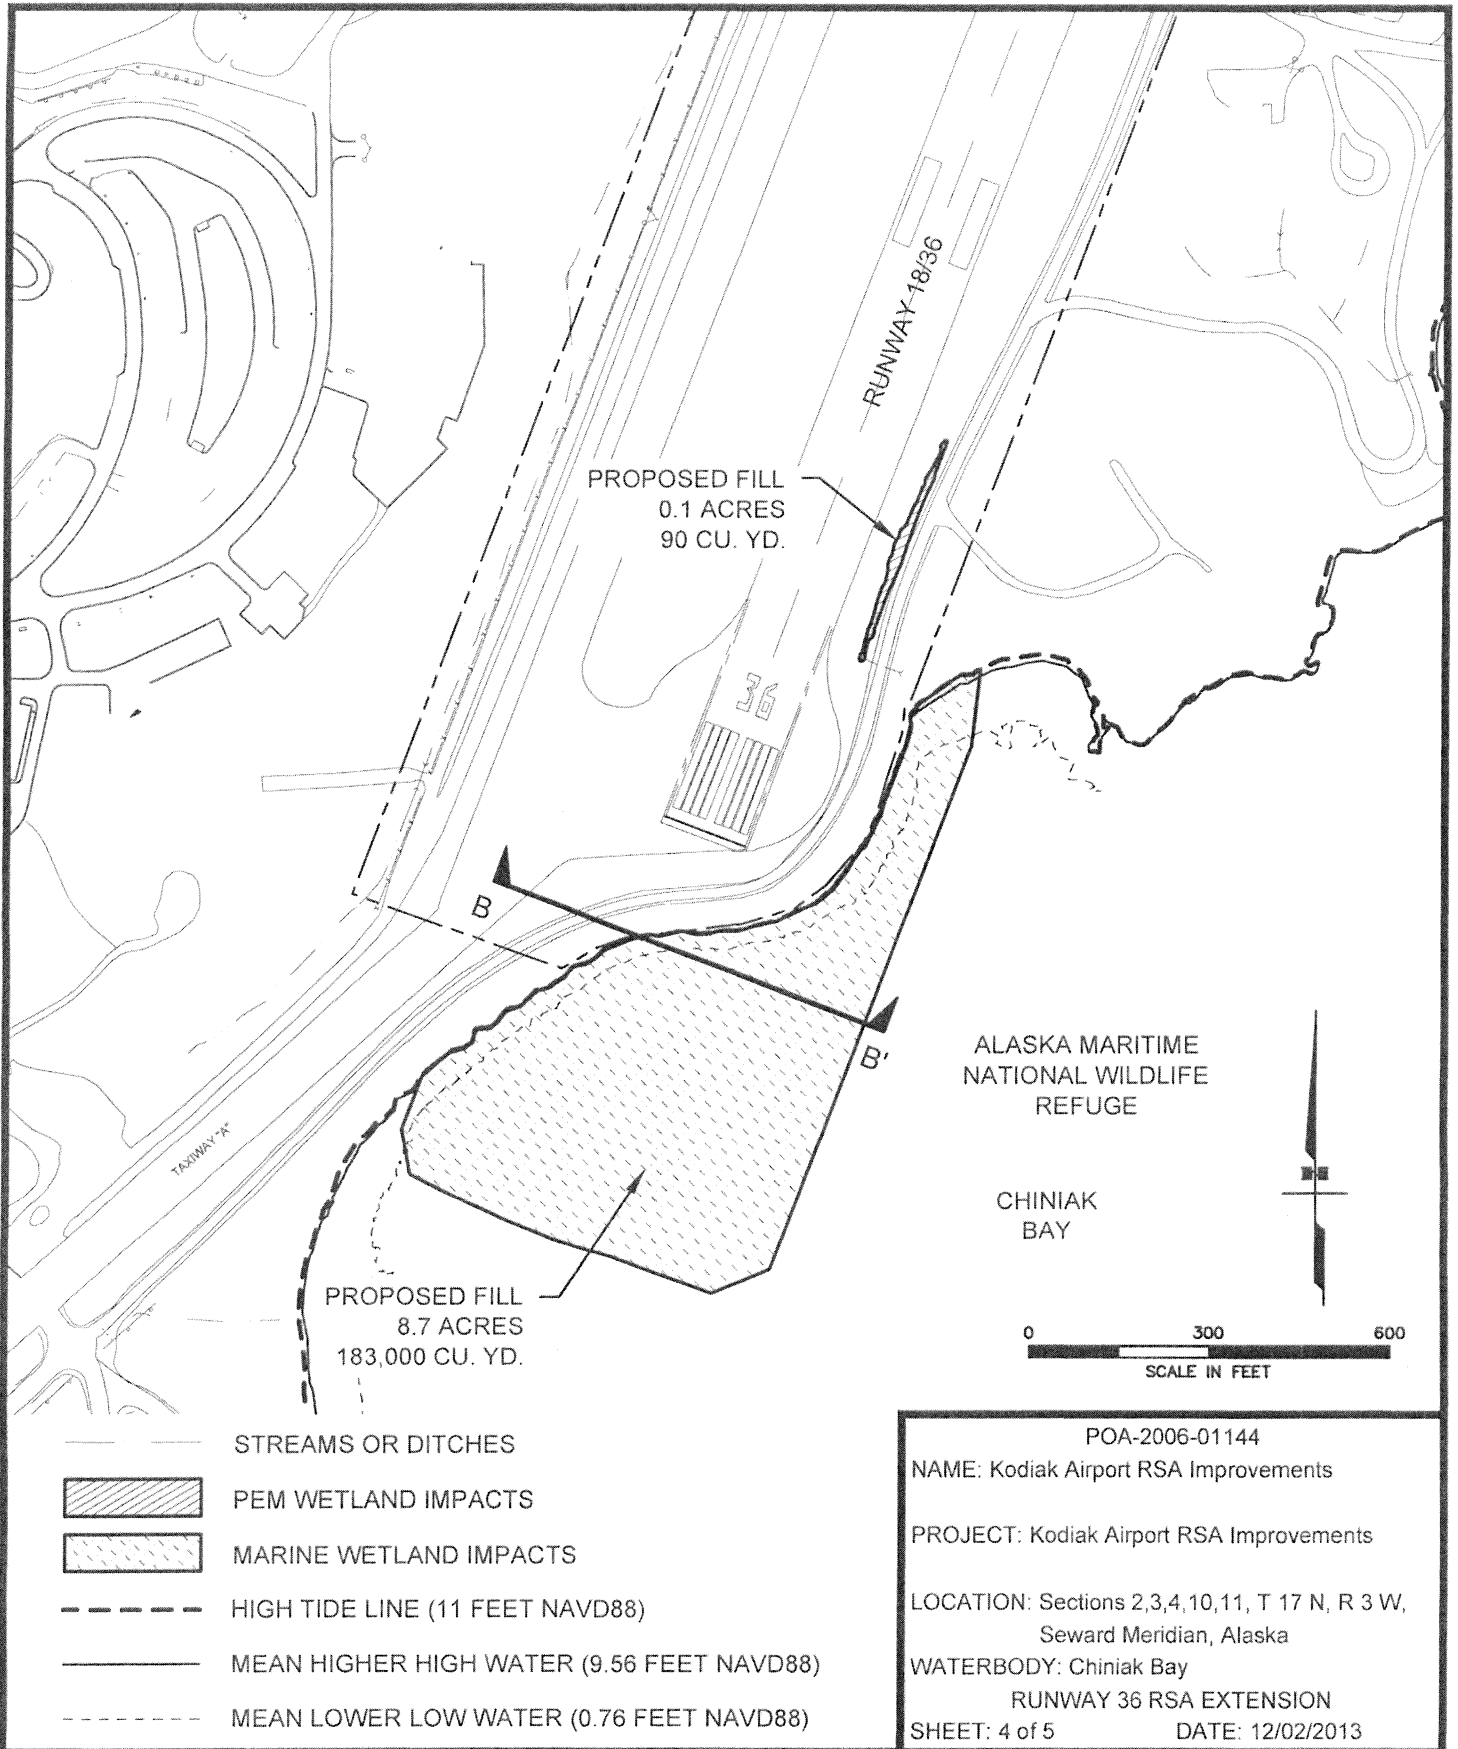 RUNWAY 18/36
PROPOSED FILL
0.1 ACRES
90 CU. YD.
36
B
B'
ALASKA MARITIME
NATIONAL WILDLIFE
REFUGE
TAXIWAY "A"
CHINIAK
BAY
PROPOSED FILL
8.7 ACRES
183,000 CU. YD.
0 300 600
SCALE IN FEET
STREAMS OR DITCHES
PEM WETLAND IMPACTS
MARINE WETLAND IMPACTS
HIGH TIDE LINE (11 FEET NAVD88)
MEAN HIGHER HIGH WATER (9.56 FEET NAVD88)
MEAN LOWER LOW WATER (0.76 FEET NAVD88)
POA-2006-01144
NAME: Kodiak Airport RSA Improvements
PROJECT: Kodiak Airport RSA Improvements
LOCATION: Sections 2,3,4,10,11, T 17 N, R 3 W,
Seward Meridian, Alaska
WATERBODY: Chiniak Bay
RUNWAY 36 RSA EXTENSION
SHEET: 4 of 5 DATE: 12/02/2013